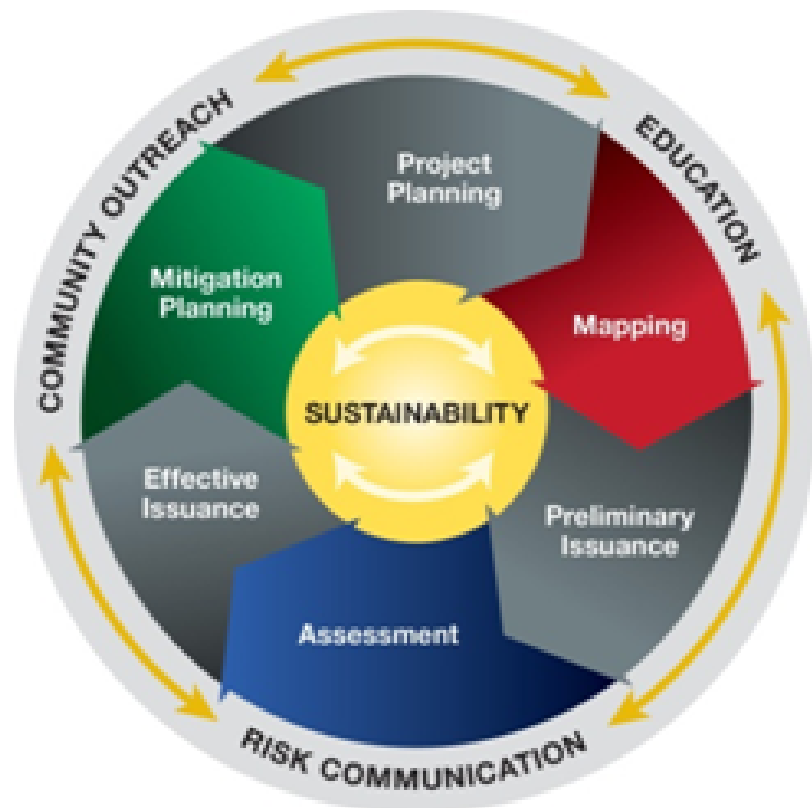 COMMUNITY OUTREACH
EDUCATION
Project
Planning
Mitigation
Planning
Mapping
SUSTAINABILITY
Effective
Issuance
Preliminary
Issuance
Assessment
RISK COMMUNICATION